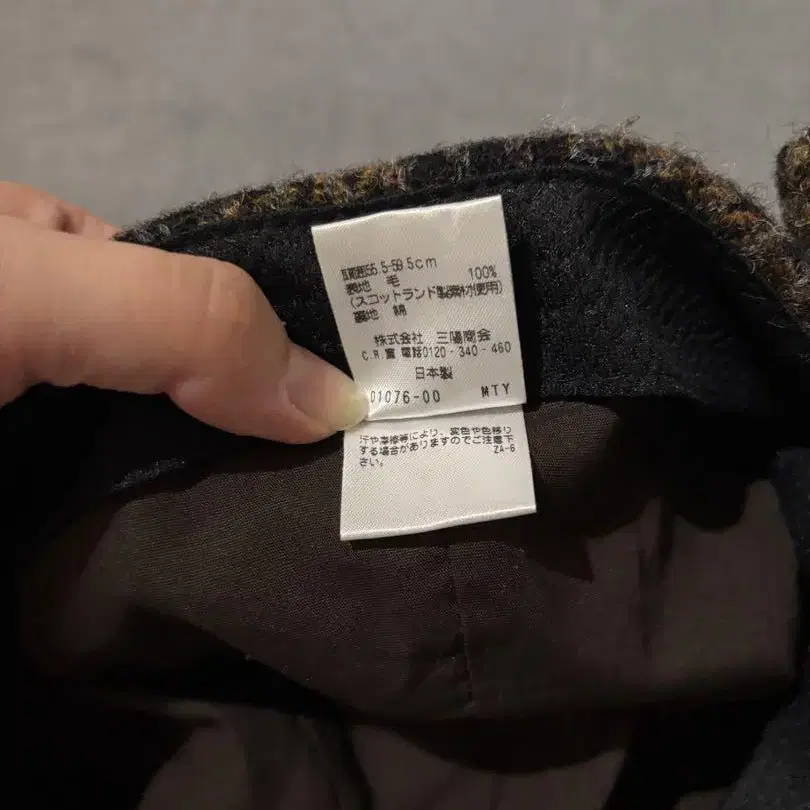 頭囲56.5-59.5cm
表地 毛 100%
(スコットランド製素材使用)
裏地 綿
株式会社 三陽商会
C.R.室 電話0120-340-460
日本製
01076-00 MTY
汗や摩擦等により、変色や色移り
する場合がありますのでご注意下
さい。 ZA-6